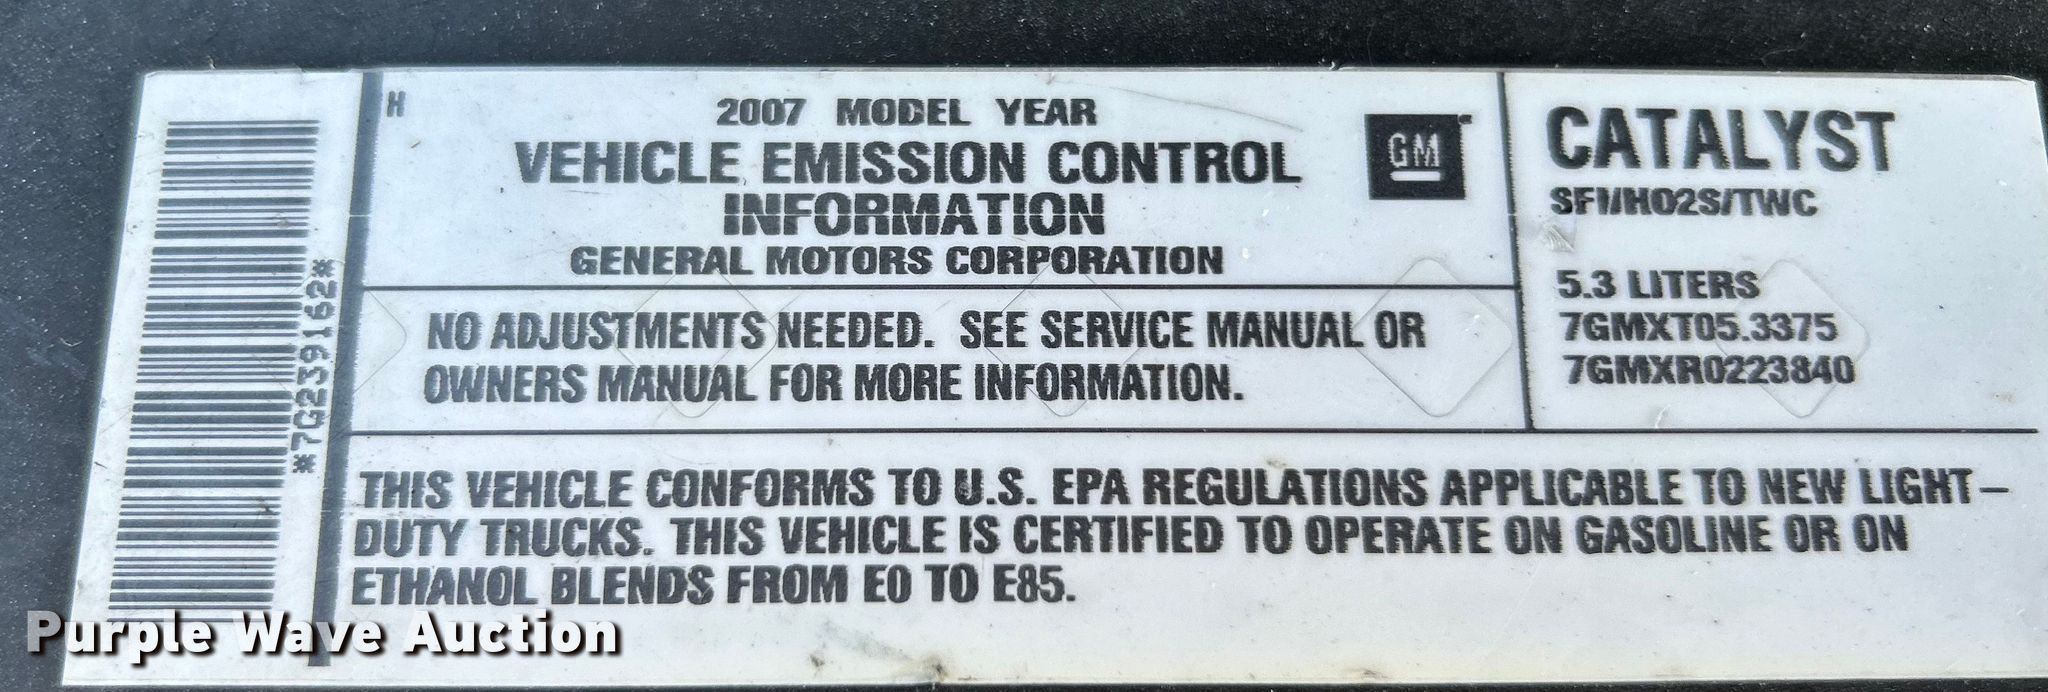 H
2007 MODEL YEAR
VEHICLE EMISSION CONTROL
INFORMATION
GENERAL MOTORS CORPORATION
GM
CATALYST
SFI/HO2S/TWC
5.3 LITERS
7GMXT05.3375
7GMXR0223840
NO ADJUSTMENTS NEEDED. SEE SERVICE MANUAL OR
OWNERS MANUAL FOR MORE INFORMATION.
*7G239162*
THIS VEHICLE CONFORMS TO U.S. EPA REGULATIONS APPLICABLE TO NEW LIGHT-
DUTY TRUCKS. THIS VEHICLE IS CERTIFIED TO OPERATE ON GASOLINE OR ON
ETHANOL BLENDS FROM E0 TO E85.
Purple Wave Auction